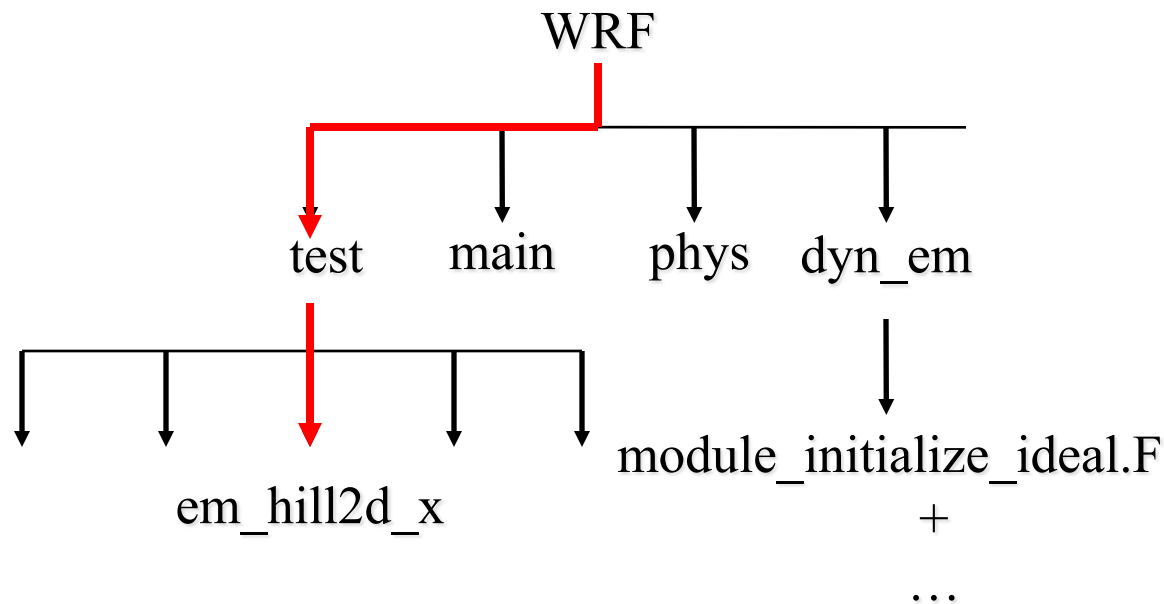 WRF
test main phys dyn_em
module_initialize_ideal.F
em_hill2d_x
+
…